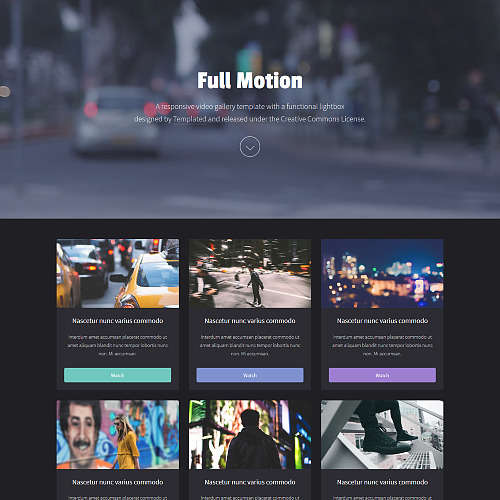 Full Motion
A responsive video gallery template with a functional lightbox
designed by Templated and released under the Creative Commons License.
Nascetur nunc varius commodo
Nascetur nunc varius commodo
Nascetur nunc varius commodo
Interdum amet accumsan placerat commodo ut
amet aliquam blandit nunc tempor lobortis nunc
non. Mi accumsan.
Interdum amet accumsan placerat commodo ut
amet aliquam blandit nunc tempor lobortis nunc
non. Mi accumsan.
Interdum amet accumsan placerat commodo ut
amet aliquam blandit nunc tempor lobortis nunc
non. Mi accumsan.
Watch
Watch
Watch
Nascetur nunc varius commodo
Nascetur nunc varius commodo
Nascetur nunc varius commodo
Interdum amet accumsan placerat commodo ut
Interdum amet accumsan placerat commodo ut
Interdum amet accumsan placerat commodo ut